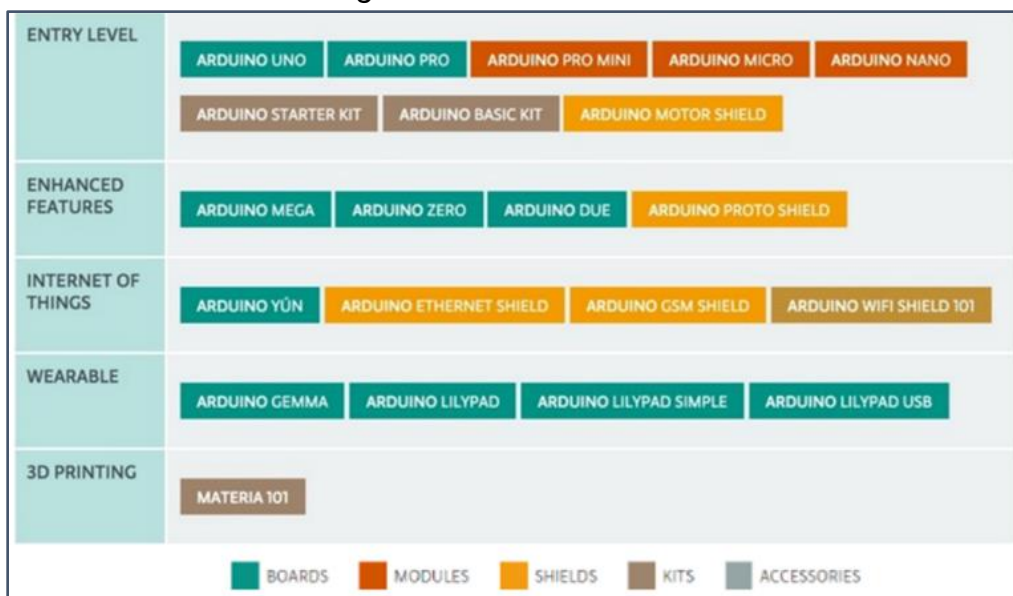 ENTRY LEVEL
ARDUINO UNO ARDUINO PRO ARDUINO PRO MINI ARDUINO MICRO ARDUINO NANO
ARDUINO STARTER KIT ARDUINO BASIC KIT ARDUINO MOTOR SHIELD
ENHANCED
FEATURES
ARDUINO MEGA ARDUINO ZERO ARDUINO DUE ARDUINO PROTO SHIELD
INTERNET OF
THINGS
ARDUINO YÚN ARDUINO ETHERNET SHIELD ARDUINO GSM SHIELD ARDUINO WIFI SHIELD 101
WEARABLE
ARDUINO GEMMA ARDUINO LILYPAD ARDUINO LILYPAD SIMPLE ARDUINO LILYPAD USB
3D PRINTING
MATERIA 101
BOARDS MODULES SHIELDS KITS ACCESSORIES